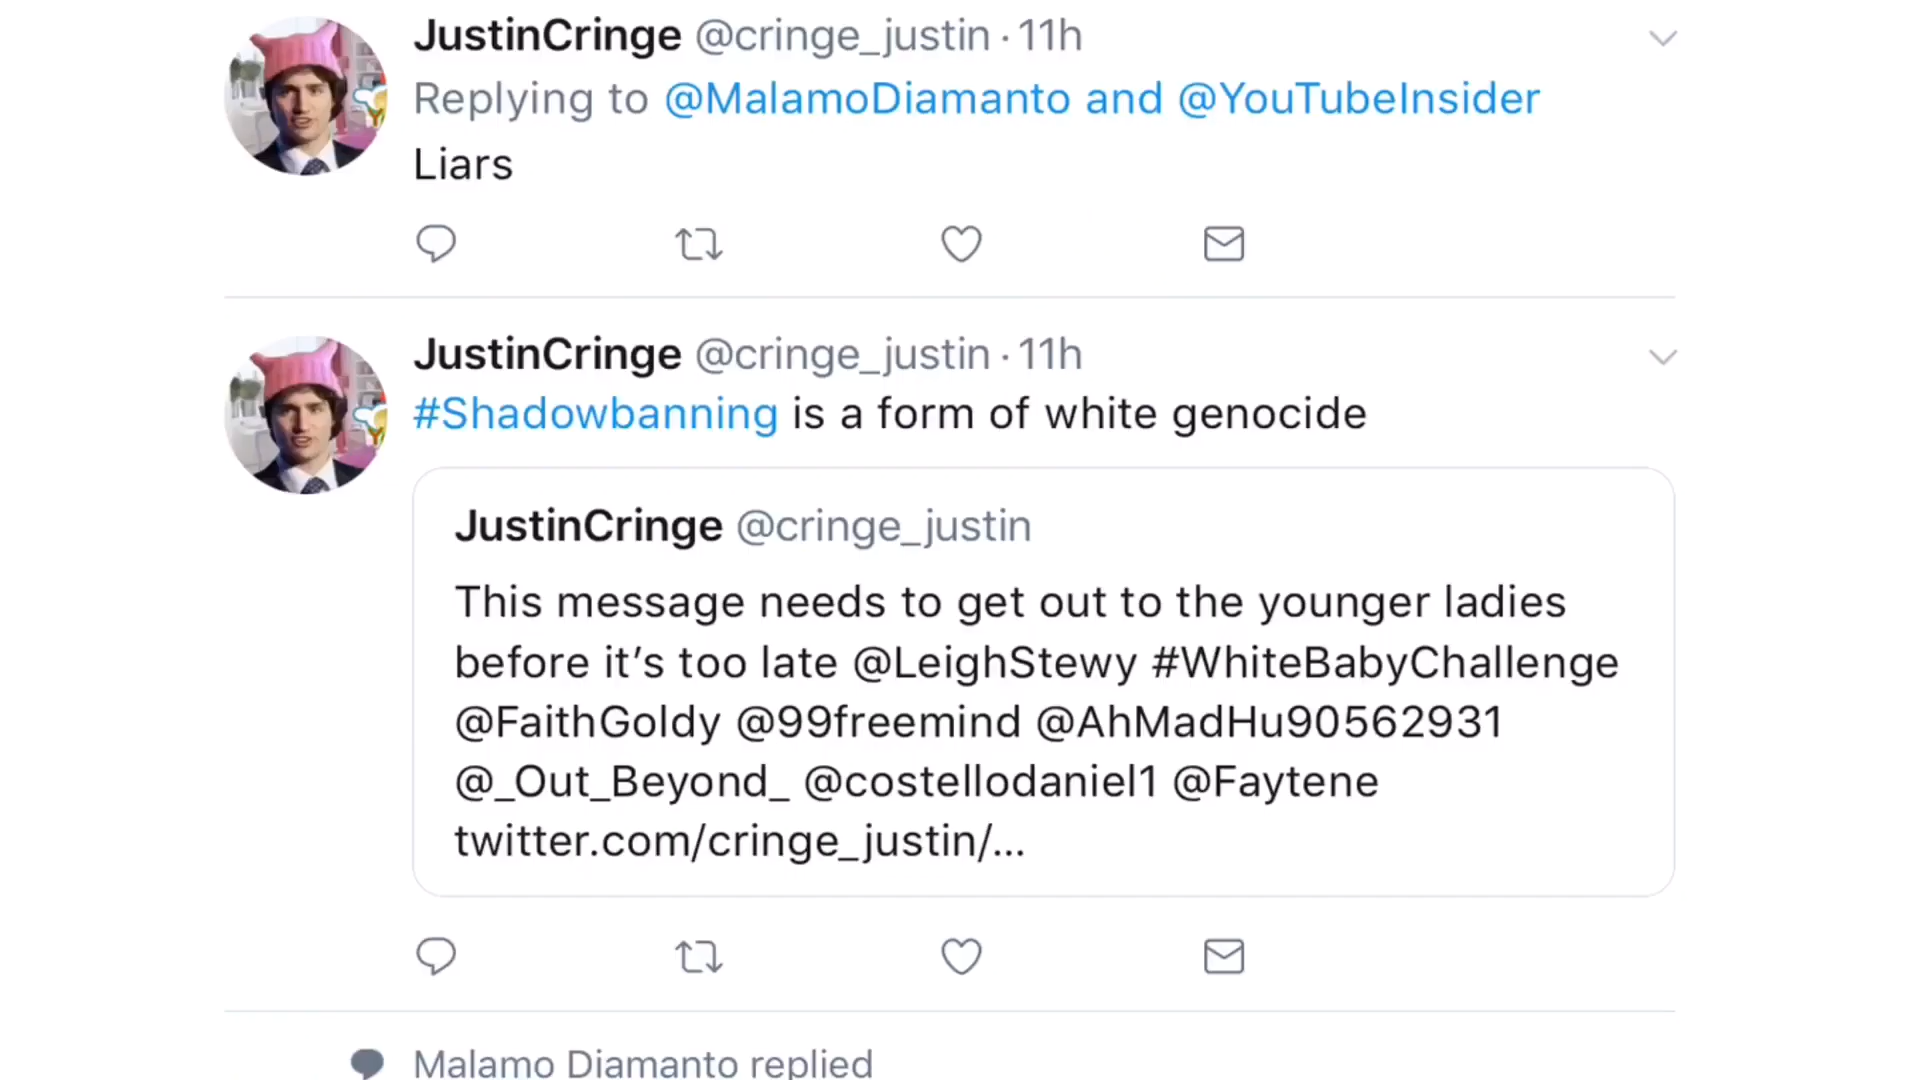 JustinCringe @cringe_justin · 11h
Replying to @MalamoDiamanto and @YouTubeInsider
Liars
JustinCringe @cringe_justin · 11h
#Shadowbanning is a form of white genocide
JustinCringe @cringe_justin
This message needs to get out to the younger ladies
before it’s too late @LeighStewy #WhiteBabyChallenge
@FaithGoldy @99freemind @AhMadHu90562931
@_Out_Beyond_ @costellodaniel1 @Faytene
twitter.com/cringe_justin/...
Malamo Diamanto replied